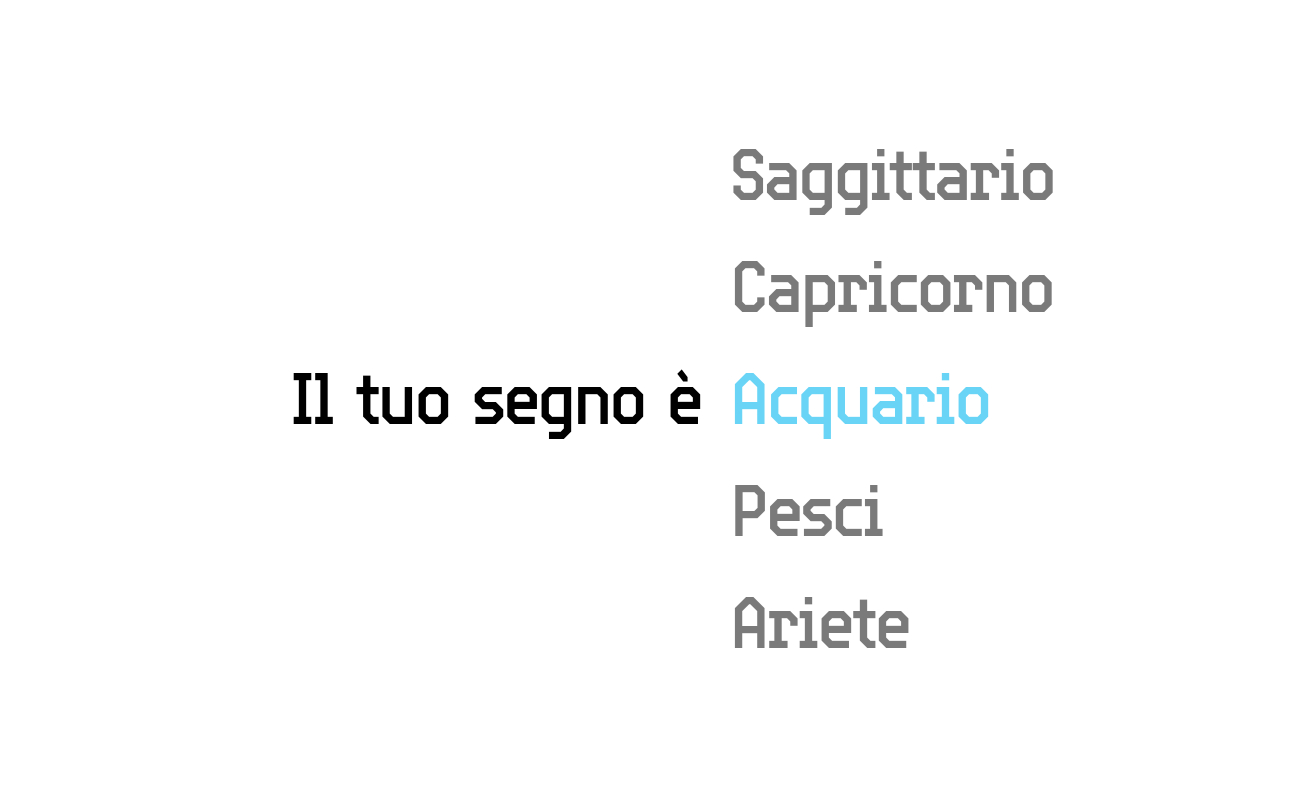 Saggittario
Capricorno
Il tuo segno è Acquario
Pesci
Ariete